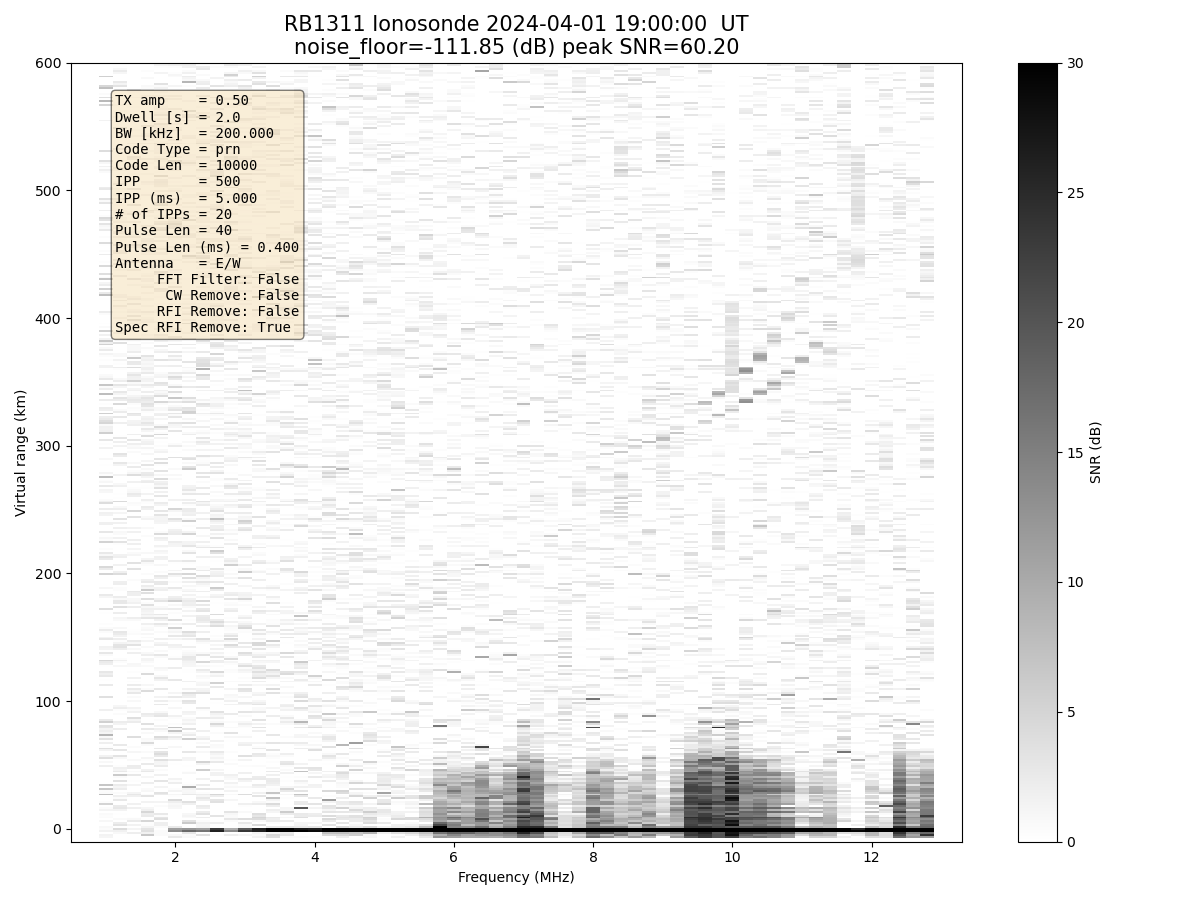 RB1311 Ionosonde 2024-04-01 19:00:00  UT
noise_floor=-111.85 (dB) peak SNR=60.20
TX amp    = 0.50
Dwell [s] = 2.0
BW [kHz]  = 200.000
Code Type = prn
Code Len  = 10000
IPP       = 500
IPP (ms)  = 5.000
# of IPPs = 20
Pulse Len = 40
Pulse Len (ms) = 0.400
Antenna   = E/W
FFT Filter: False
CW Remove: False
RFI Remove: False
Spec RFI Remove: True
600
500
400
300
200
100
0
Virtual range (km)
2
4
6
8
10
12
Frequency (MHz)
30
25
20
15
10
5
0
SNR (dB)